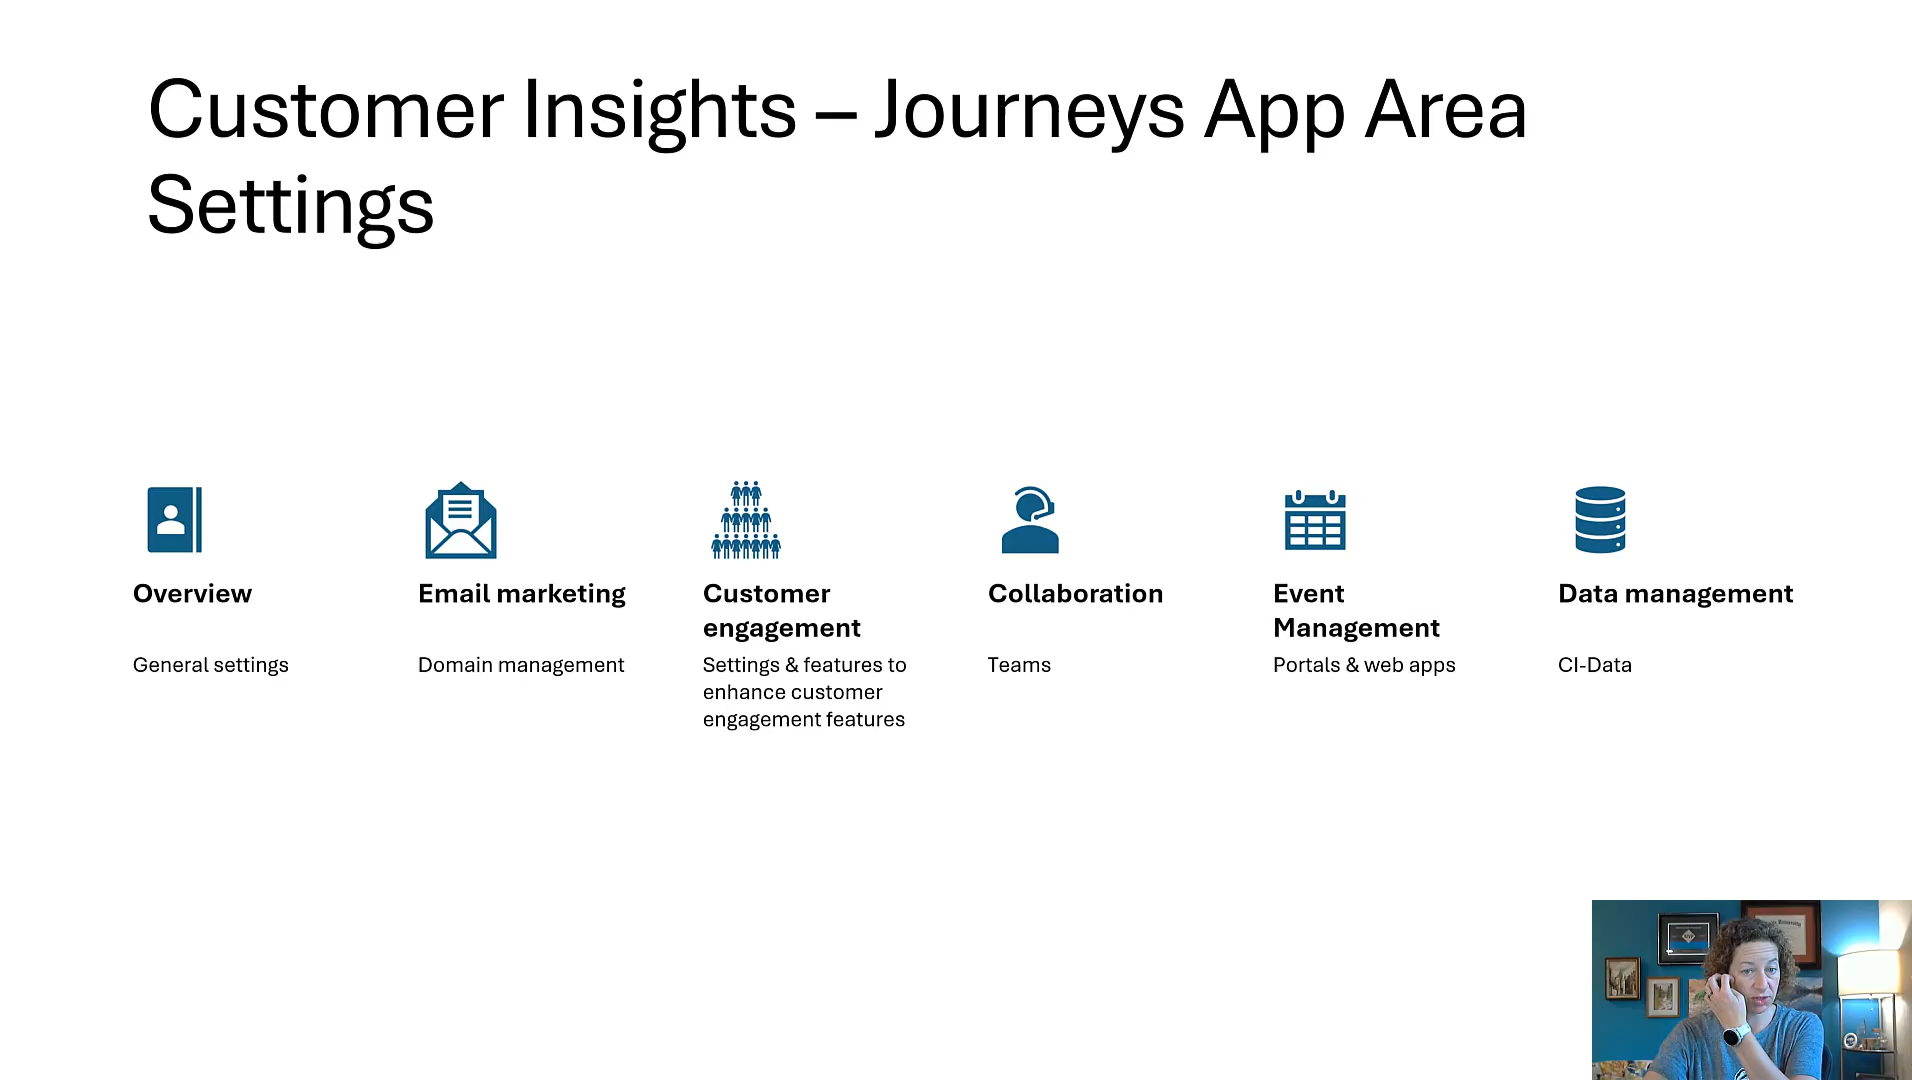 Customer Insights – Journeys App Area
Settings
Overview
General settings
Email marketing
Domain management
Customer
engagement
Settings & features to
enhance customer
engagement features
Collaboration
Teams
Event
Management
Portals & web apps
Data management
CI-Data